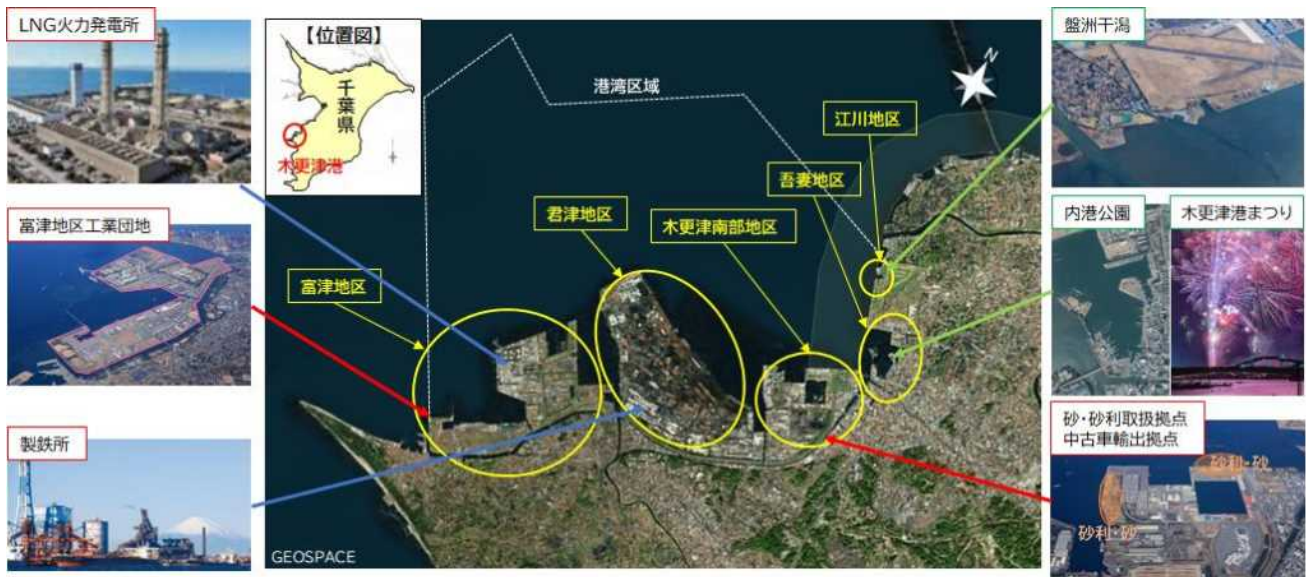 LNG火力発電所
富津地区工業団地
製鉄所
【位置図】
千葉県
木更津港
港湾区域
N
江川地区
吾妻地区
木更津南部地区
君津地区
富津地区
GEOSPACE
盤洲干潟
内港公園
木更津港まつり
砂・砂利取扱拠点
中古車輸出拠点
砂利・砂
砂利・砂